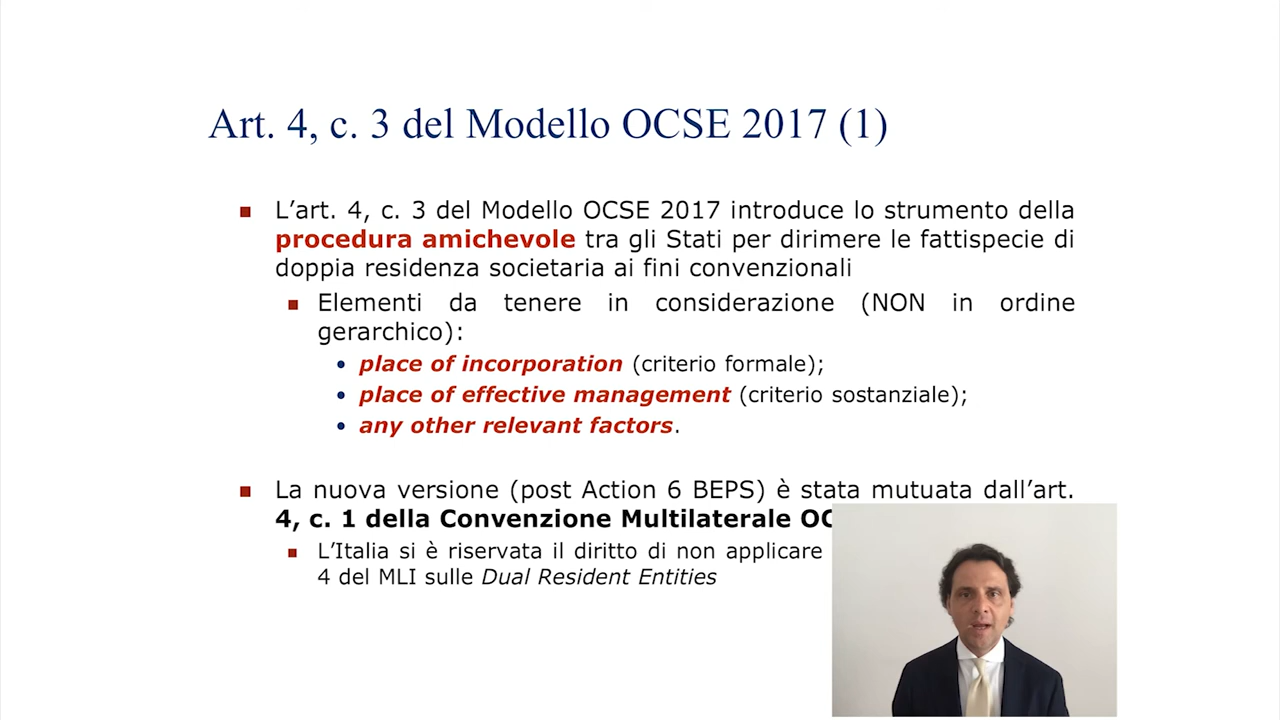 Art. 4, c. 3 del Modello OCSE 2017 (1)
L’art. 4, c. 3 del Modello OCSE 2017 introduce lo strumento della
procedura amichevole tra gli Stati per dirimere le fattispecie di
doppia residenza societaria ai fini convenzionali
Elementi da tenere in considerazione (NON in ordine
gerarchico):
place of incorporation (criterio formale);
place of effective management (criterio sostanziale);
any other relevant factors.
La nuova versione (post Action 6 BEPS) è stata mutuata dall’art.
4, c. 1 della Convenzione Multilaterale
L’Italia si è riservata il diritto di non applicare
4 del MLI sulle Dual Resident Entities